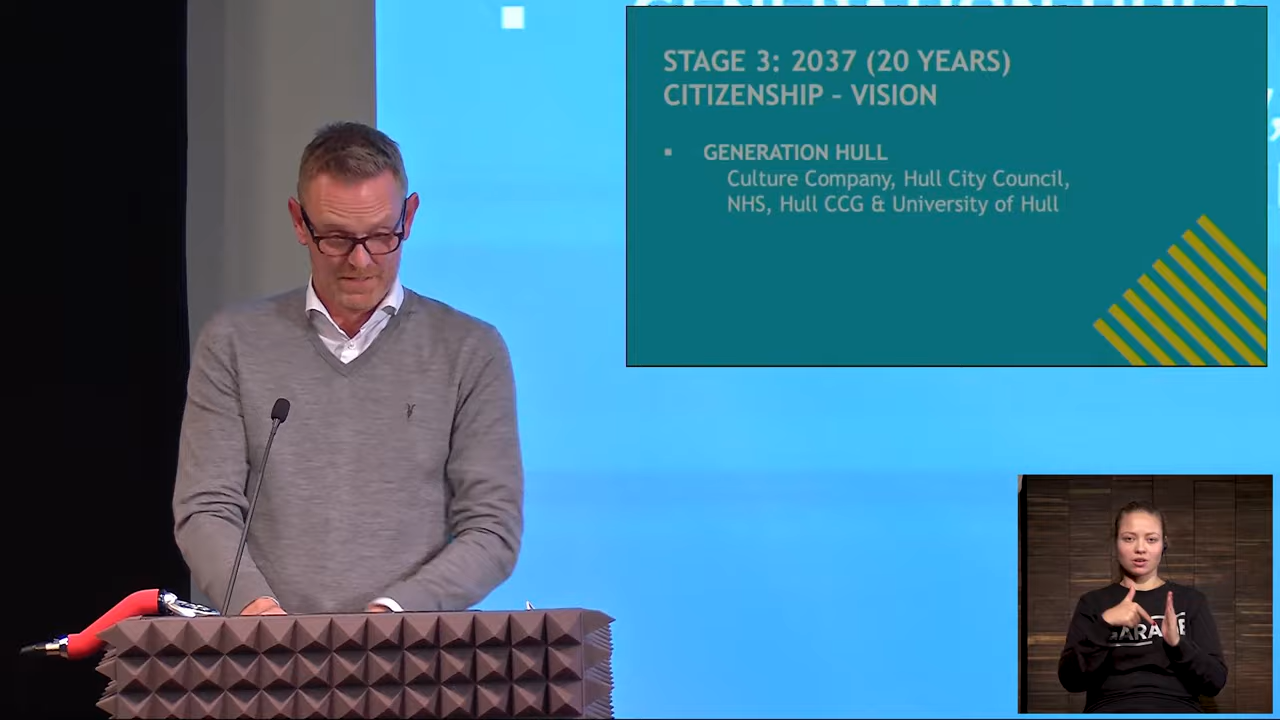 STAGE 3: 2037 (20 YEARS)
CITIZENSHIP – VISION
▪ GENERATION HULL
Culture Company, Hull City Council,
NHS, Hull CCG & University of Hull
GARAGE